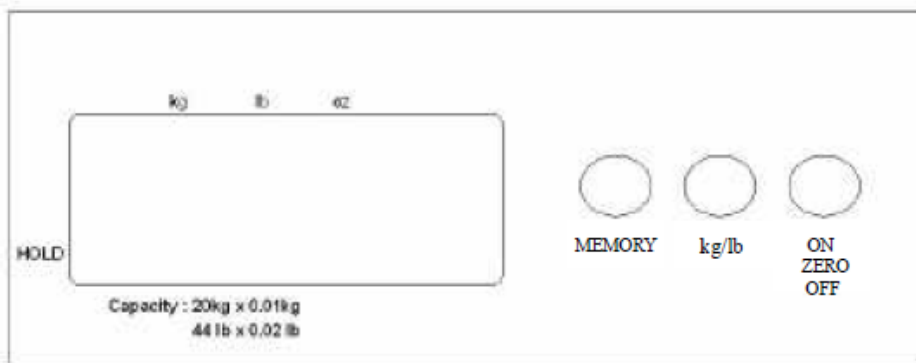 kg lb oz
HOLD
MEMORY kg/lb ON
ZERO
OFF
Capacity : 20kg x 0.01kg
44 lb x 0.02 lb